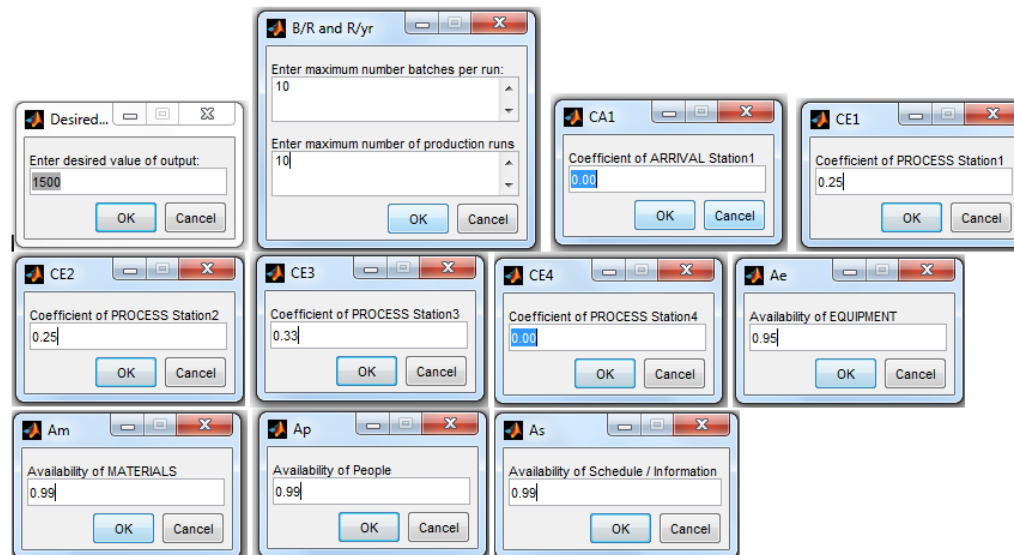 B/R and R/yr
Enter maximum number batches per run:
10
Enter maximum number of production runs
10
OK Cancel
Desired...
Enter desired value of output:
1500
OK Cancel
CA1
Coefficient of ARRIVAL Station1
0.00
OK Cancel
CE1
Coefficient of PROCESS Station1
0.25
OK Cancel
CE2
Coefficient of PROCESS Station2
0.25
OK Cancel
CE3
Coefficient of PROCESS Station3
0.33
OK Cancel
CE4
Coefficient of PROCESS Station4
0.00
OK Cancel
Ae
Availability of EQUIPMENT
0.95
OK Cancel
Am
Availability of MATERIALS
0.99
OK Cancel
Ap
Availability of People
0.99
OK Cancel
As
Availability of Schedule / Information
0.99
OK Cancel